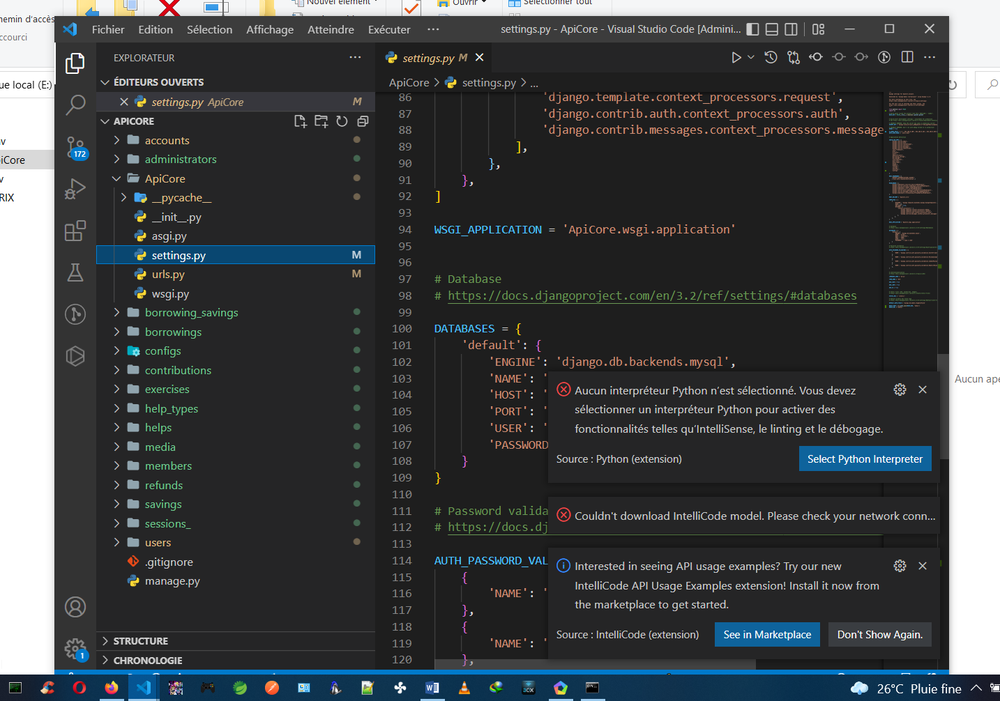 Nouvel élément
Ouvrir
Sélectionner tout
hemin d'accès
ccourci
ue local (E:)
v
iCore
v
RIX
Aucun ape
Fichier Edition Sélection Affichage Atteindre Exécuter ···
settings.py - ApiCore - Visual Studio Code [Admini...
EXPLORATEUR
ÉDITEURS OUVERTS
settings.py ApiCore M
APICORE
accounts
administrators
ApiCore
__pycache__
__init__.py
asgi.py
settings.py M
urls.py M
wsgi.py
borrowing_savings
borrowings
configs
contributions
exercises
help_types
helps
media
members
refunds
savings
sessions_
users
.gitignore
manage.py
STRUCTURE
CHRONOLOGIE
172
1
settings.py M
ApiCore > settings.py > ...
86 'django.template.context_processors.request',
87 'django.contrib.auth.context_processors.auth',
88 'django.contrib.messages.context_processors.message
89 ],
90 },
91 },
92 ]
93
94 WSGI_APPLICATION = 'ApiCore.wsgi.application'
95
96
97 # Database
98 # https://docs.djangoproject.com/en/3.2/ref/settings/#databases
99
100 DATABASES = {
101 'default': {
102 'ENGINE': 'django.db.backends.mysql',
103 'NAME': '
104 'HOST': '
105 'PORT': '
106 'USER': '
107 'PASSWORD
108 }
109 }
110
111 # Password valida
112 # https://docs.dj
113
114 AUTH_PASSWORD_VAL
115 {
116 'NAME': '
117 },
118 {
119 'NAME': '
120 },
Aucun interpréteur Python n’est sélectionné. Vous devez
sélectionner un interpréteur Python pour activer des
fonctionnalités telles qu’IntelliSense, le linting et le débogage.
Source : Python (extension)
Select Python Interpreter
Couldn't download IntelliCode model. Please check your network conn...
Interested in seeing API usage examples? Try our new
IntelliCode API Usage Examples extension! Install it now from
the marketplace to get started.
Source : IntelliCode (extension)
See in Marketplace
Don't Show Again.
3CX
26°C Pluie fine